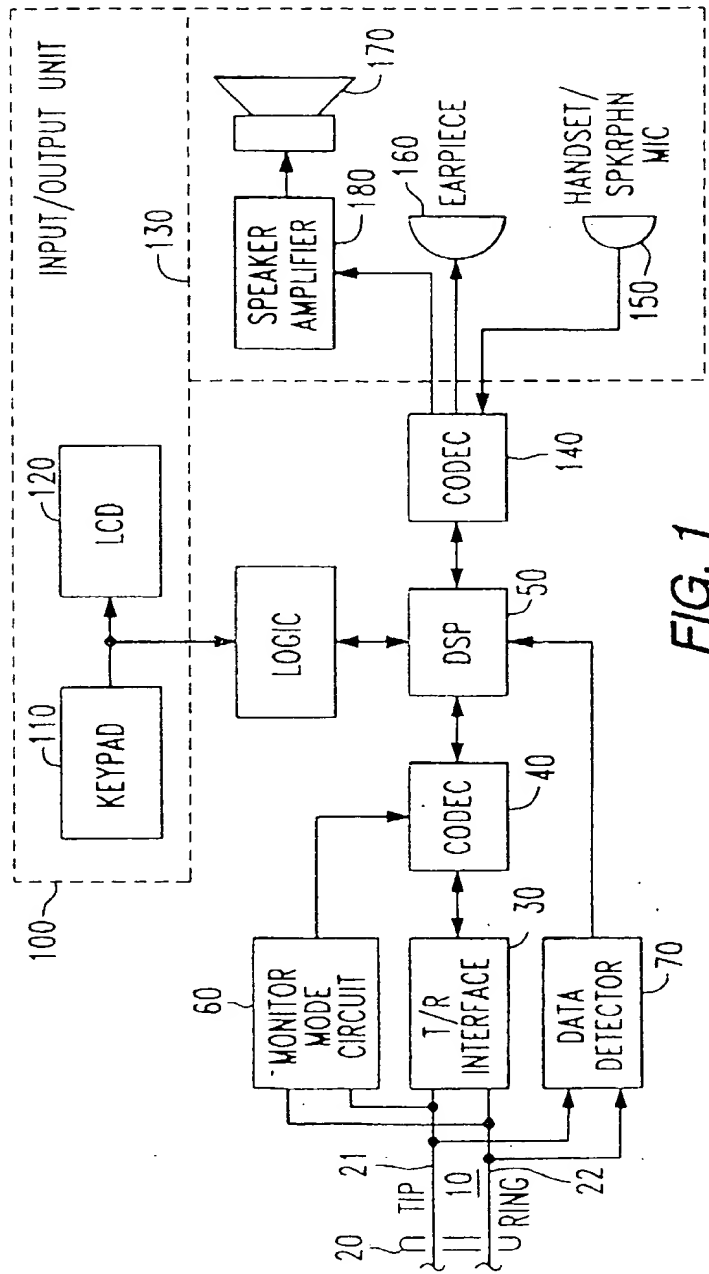 INPUT/OUTPUT UNIT
100
110
KEYPAD
120
LCD
130
170
SPEAKER
AMPLIFIER
180
160
EARPIECE
HANDSET/
SPKRPHN
MIC
150
LOGIC
60
MONITOR
MODE
CIRCUIT
CODEC
40
DSP
50
CODEC
140
20
TIP
21
10
RING
22
T/R
INTERFACE
30
DATA
DETECTOR
70
FIG. 1